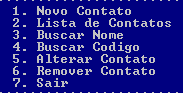 1. Novo Contato
2. Lista de Contatos
3. Buscar Nome
4. Buscar Codigo
5. Alterar Contato
6. Remover Contato
7. Sair